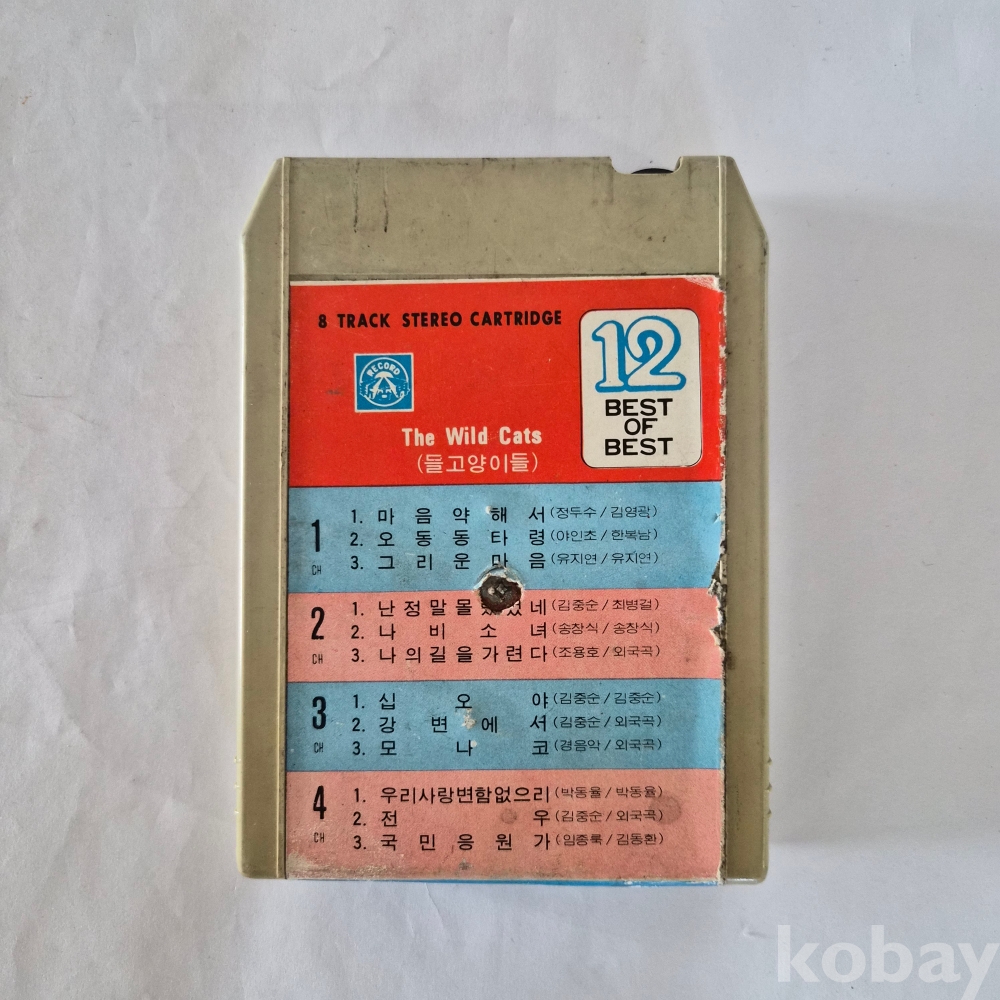 8 TRACK STEREO CARTRIDGE
RECORD
12
BEST
OF
BEST
The Wild Cats
(들고양이들)
1 CH
1. 마음약해서 (정두수/김영광)
2. 오동동타령 (야인초/한복남)
3. 그리운마음 (유지연/유지연)
2 CH
1. 난정말몰 네 (김중순/최병걸)
2. 나비소녀 (송창식/송창식)
3. 나의길을가련다 (조용호/외국곡)
3 CH
1. 십오야 (김중순/김중순)
2. 강변에서 (김중순/외국곡)
3. 모나코 (경음악/외국곡)
4 CH
1. 우리사랑변함없으리 (박동율/박동율)
2. 전우 (김중순/외국곡)
3. 국민응원가 (임종룩/김동환)
kobay